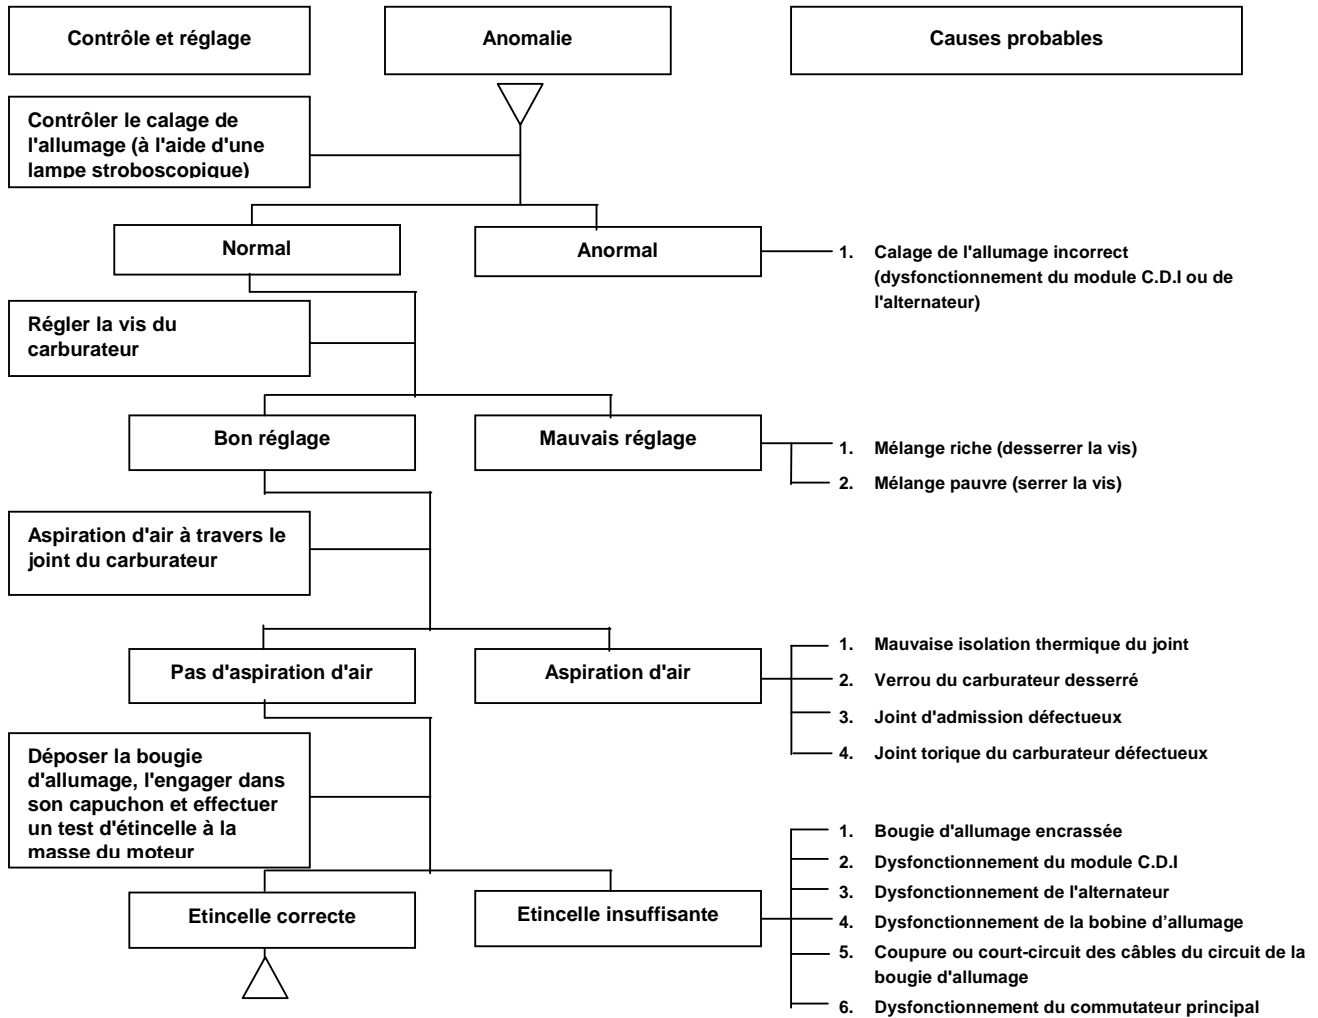 Contrôle et réglage
Anomalie
Causes probables
Contrôler le calage de
l'allumage (à l'aide d'une
lampe stroboscopique)
Normal
Anormal
1. Calage de l'allumage incorrect
(dysfonctionnement du module C.D.I ou de
l'alternateur)
Régler la vis du
carburateur
Bon réglage
Mauvais réglage
1. Mélange riche (desserrer la vis)
2. Mélange pauvre (serrer la vis)
Aspiration d'air à travers le
joint du carburateur
Pas d'aspiration d'air
Aspiration d'air
1. Mauvaise isolation thermique du joint
2. Verrou du carburateur desserré
3. Joint d'admission défectueux
4. Joint torique du carburateur défectueux
Déposer la bougie
d'allumage, l'engager dans
son capuchon et effectuer
un test d'étincelle à la
masse du moteur
Etincelle correcte
Etincelle insuffisante
1. Bougie d'allumage encrassée
2. Dysfonctionnement du module C.D.I
3. Dysfonctionnement de l'alternateur
4. Dysfonctionnement de la bobine d’allumage
5. Coupure ou court-circuit des câbles du circuit de la
bougie d'allumage
6. Dysfonctionnement du commutateur principal